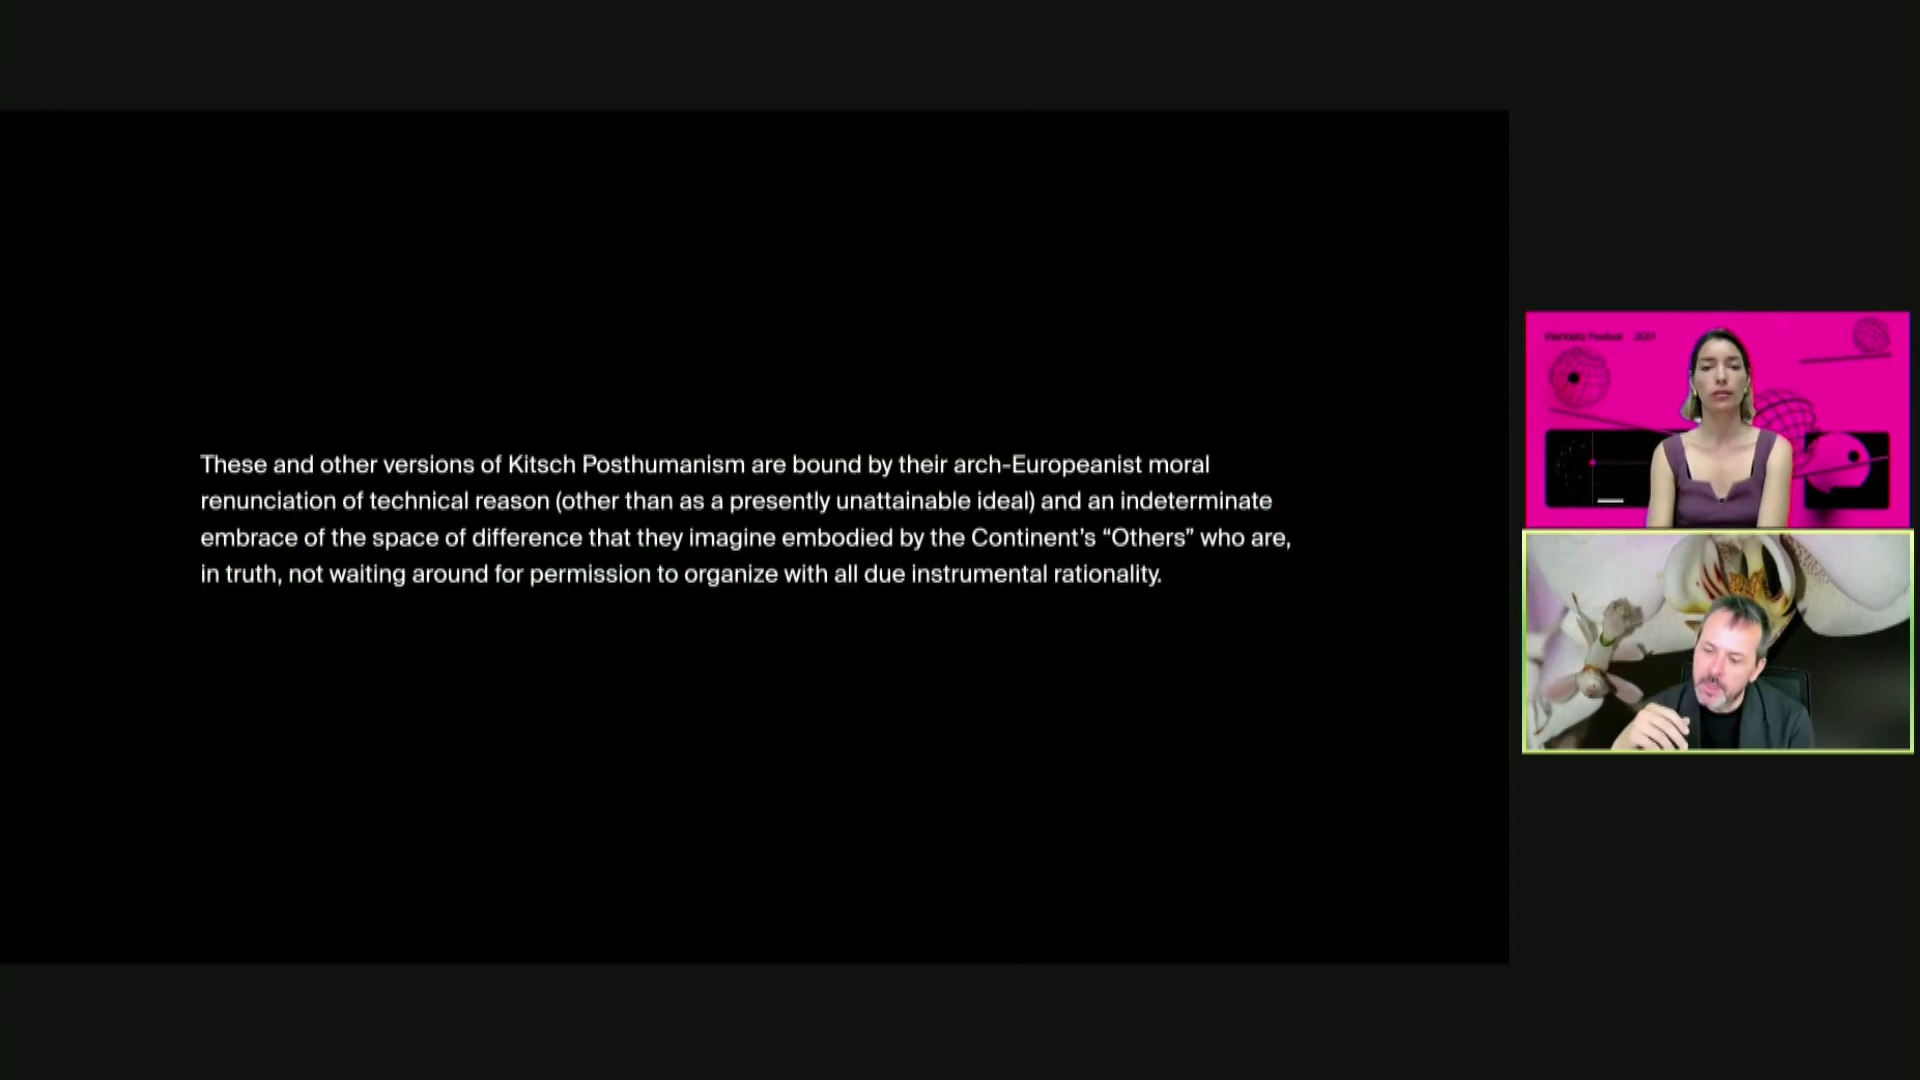 These and other versions of Kitsch Posthumanism are bound by their arch-Europeanist moral
renunciation of technical reason (other than as a presently unattainable ideal) and an indeterminate
embrace of the space of difference that they imagine embodied by the Continent’s “Others” who are,
in truth, not waiting around for permission to organize with all due instrumental rationality.
Festival 2021